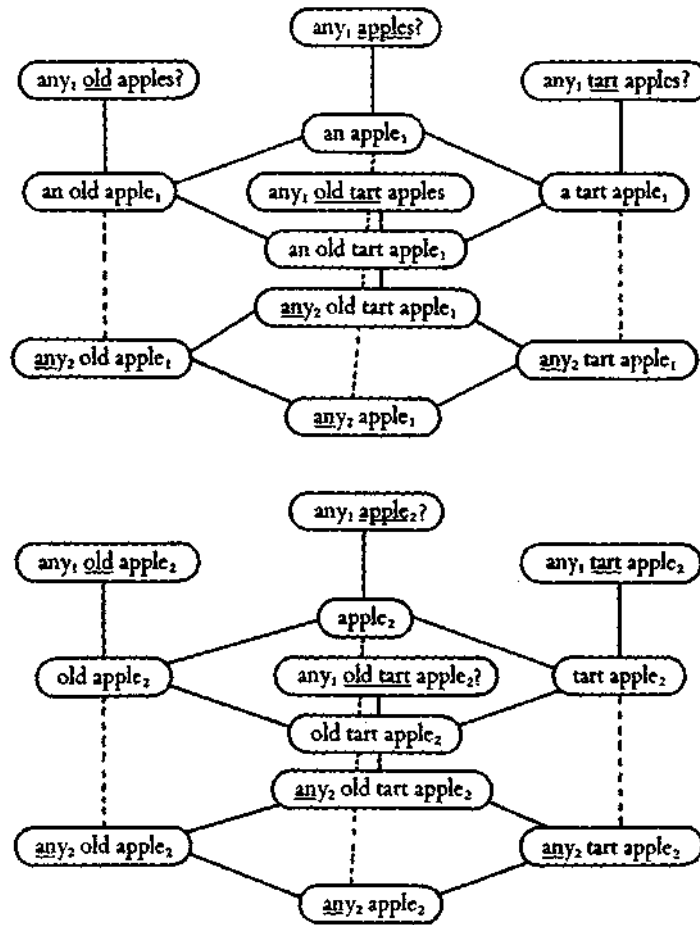 any₁ apples?
any₁ old apples?
any₁ tart apples?
an apple₁
an old apple₁
any₁ old tart apples
a tart apple₁
an old tart apple₁
any₂ old tart apple₁
any₂ old apple₁
any₂ tart apple₁
any₂ apple₁
any₁ apple₂?
any₁ old apple₂
any₁ tart apple₂
apple₂
old apple₂
any₁ old tart apple₂?
tart apple₂
old tart apple₂
any₂ old tart apple₂
any₂ old apple₂
any₂ tart apple₂
any₂ apple₂